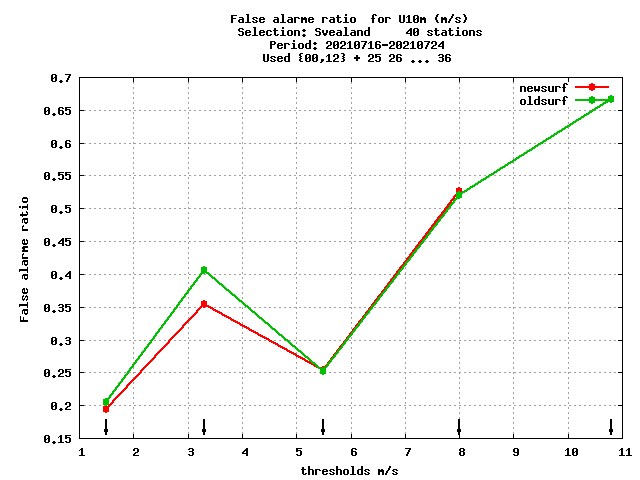 False alarme ratio  for U10m (m/s)
Selection: Svealand     40 stations
Period: 20210716-20210724
Used {00,12} + 25 26 ... 36
0.7
0.65
0.6
0.55
0.5
0.45
0.4
0.35
0.3
0.25
0.2
0.15
False alarme ratio
newsurf
oldsurf
1 2 3 4 5 6 7 8 9 10 11
thresholds m/s